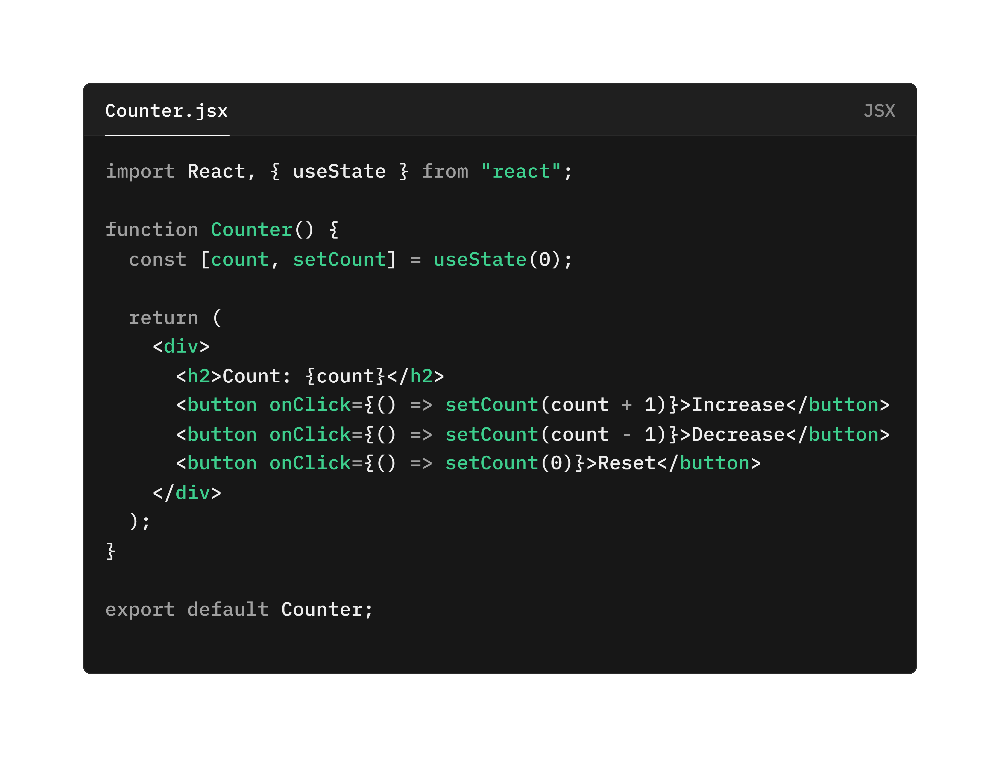 Counter.jsx
JSX
import React, { useState } from "react";
function Counter() {
  const [count, setCount] = useState(0);
  return (
    <div>
      <h2>Count: {count}</h2>
      <button onClick={() => setCount(count + 1)}>Increase</button>
      <button onClick={() => setCount(count - 1)}>Decrease</button>
      <button onClick={() => setCount(0)}>Reset</button>
    </div>
  );
}
export default Counter;